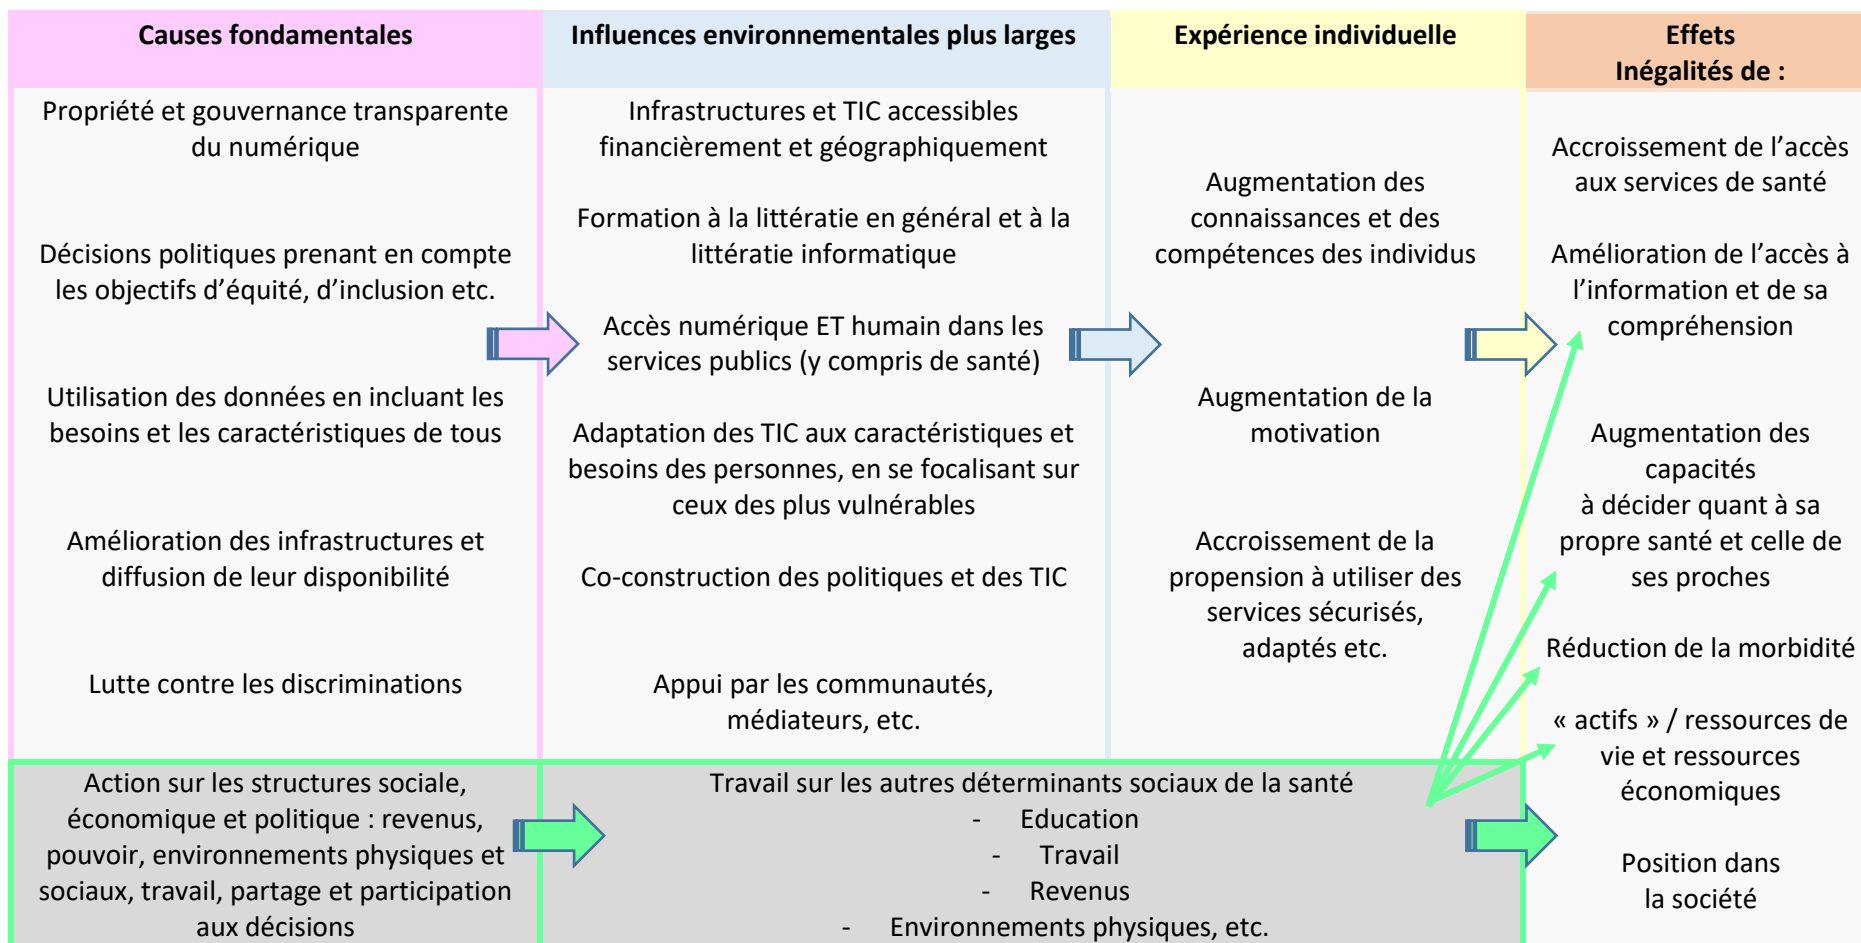 Causes fondamentales
Propriété et gouvernance transparente
du numérique
Décisions politiques prenant en compte
les objectifs d’équité, d’inclusion etc.
Utilisation des données en incluant les
besoins et les caractéristiques de tous
Amélioration des infrastructures et
diffusion de leur disponibilité
Lutte contre les discriminations
Influences environnementales plus larges
Infrastructures et TIC accessibles
financièrement et géographiquement
Formation à la littératie en général et à la
littératie informatique
Accès numérique ET humain dans les
services publics (y compris de santé)
Adaptation des TIC aux caractéristiques et
besoins des personnes, en se focalisant sur
ceux des plus vulnérables
Co-construction des politiques et des TIC
Appui par les communautés,
médiateurs, etc.
Expérience individuelle
Augmentation des
connaissances et des
compétences des individus
Augmentation de la
motivation
Accroissement de la
propension à utiliser des
services sécurisés,
adaptés etc.
Effets
Inégalités de :
Accroissement de l’accès
aux services de santé
Amélioration de l’accès à
l’information et de sa
compréhension
Augmentation des
capacités
à décider quant à sa
propre santé et celle de
ses proches
Réduction de la morbidité
« actifs » / ressources de
vie et ressources
économiques
Position dans
la société
Action sur les structures sociale,
économique et politique : revenus,
pouvoir, environnements physiques et
sociaux, travail, partage et participation
aux décisions
Travail sur les autres déterminants sociaux de la santé
- Education
- Travail
- Revenus
- Environnements physiques, etc.